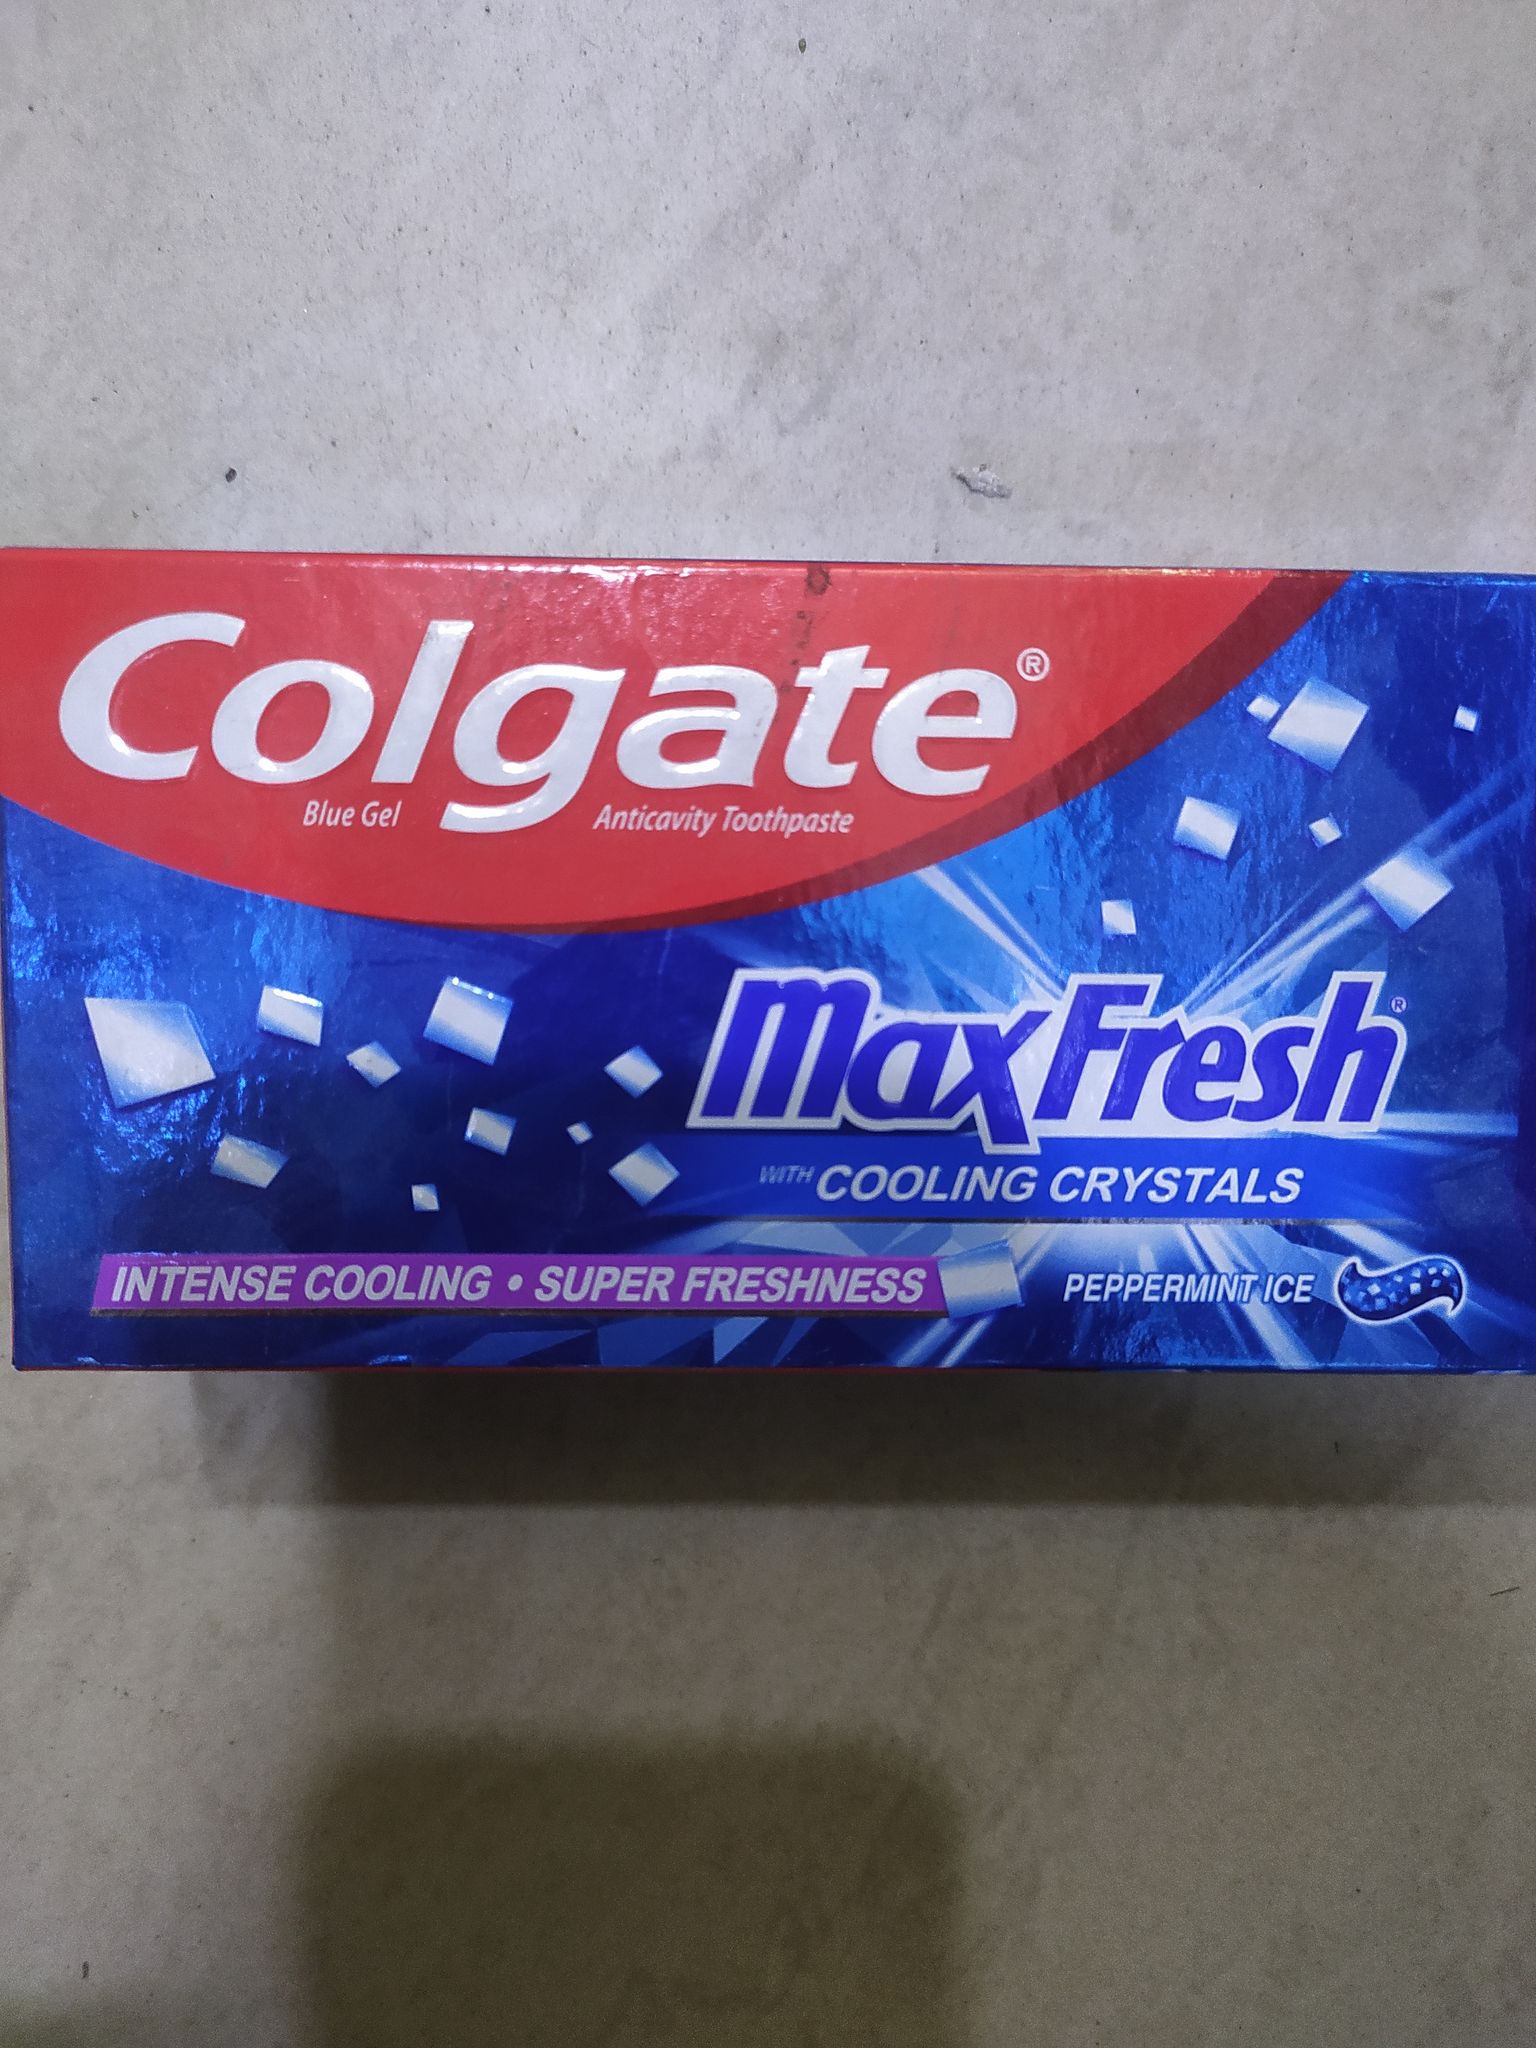 Colgate®
Blue Gel Anticavity Toothpaste
MaxFresh®
WITH COOLING CRYSTALS
INTENSE COOLING • SUPER FRESHNESS
PEPPERMINT ICE